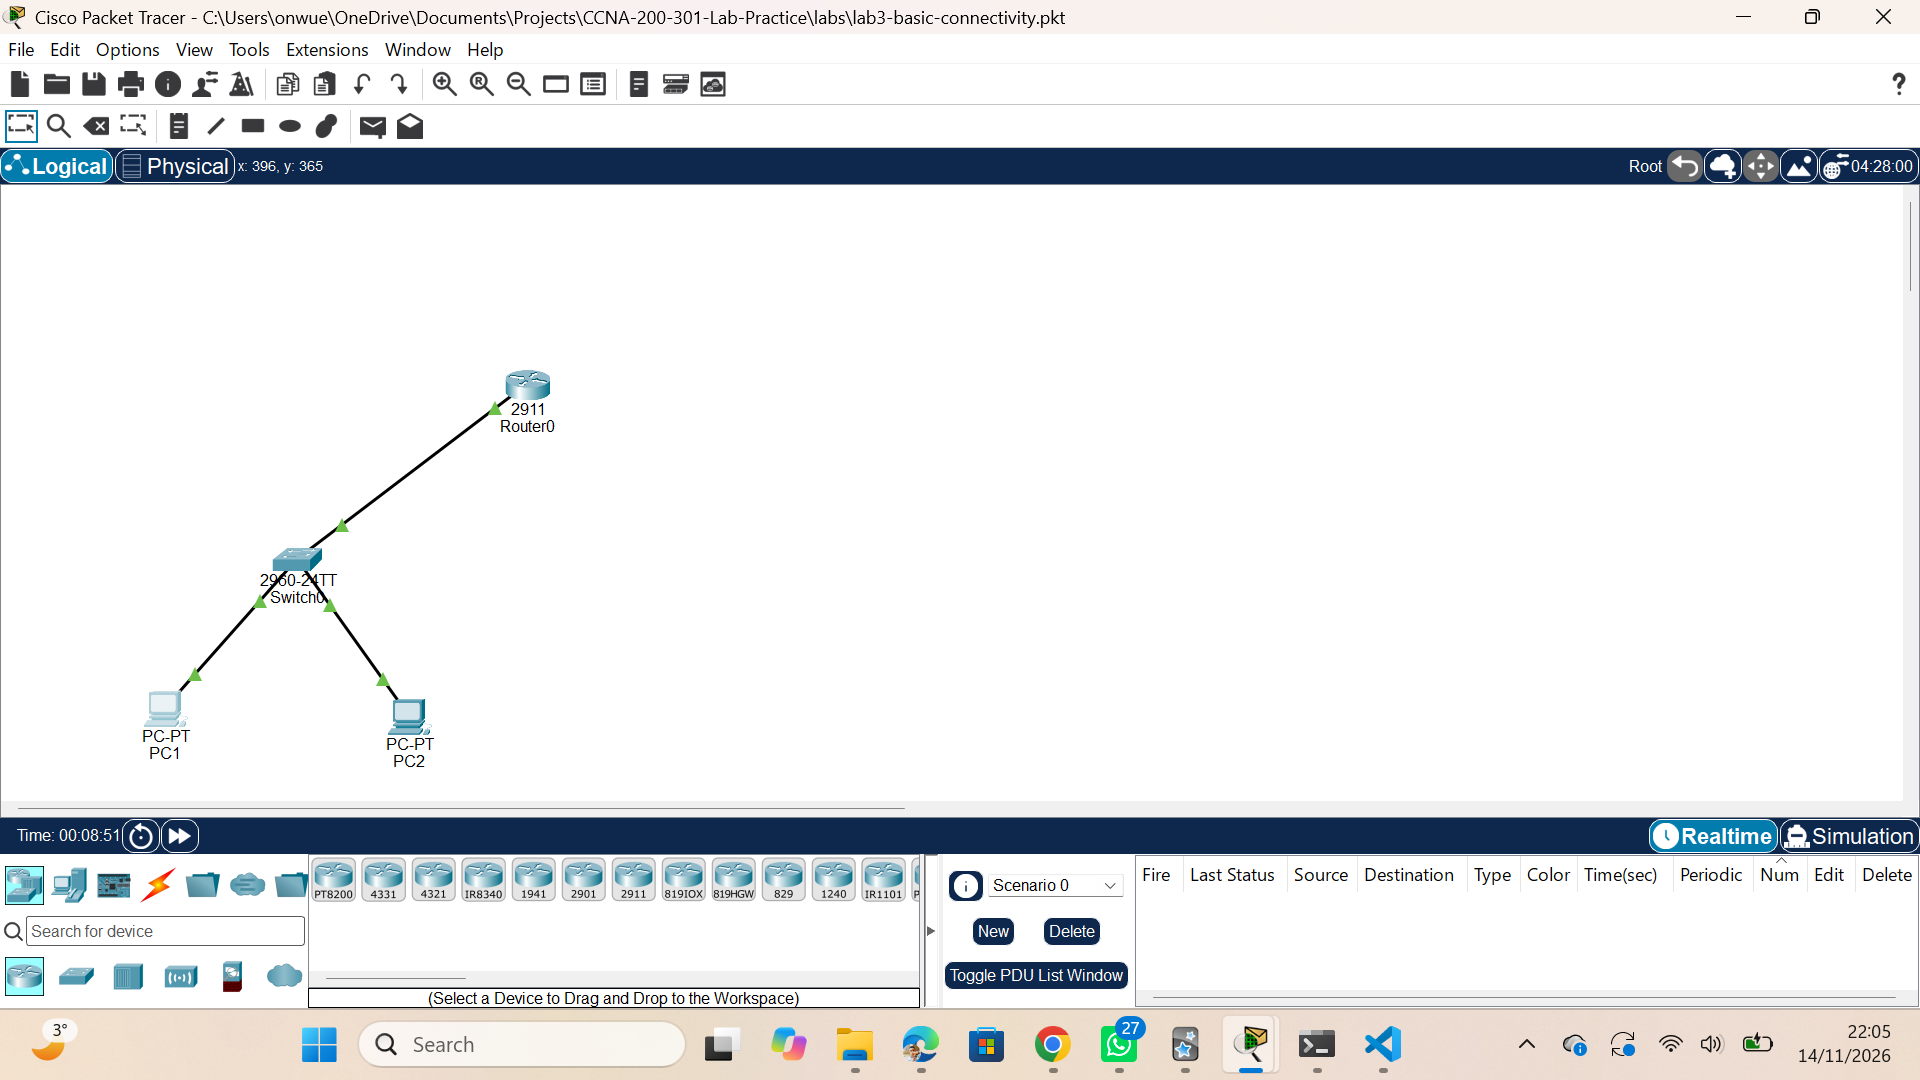 Cisco Packet Tracer - C:\Users\onwue\OneDrive\Documents\Projects\CCNA-200-301-Lab-Practice\labs\lab3-basic-connectivity.pkt
File Edit Options View Tools Extensions Window Help
Logical Physical x: 396, y: 365 Root 04:28:00
2911
Router0
2960-24TT
Switch0
PC-PT
PC1
PC-PT
PC2
Time: 00:08:51 Realtime Simulation
PT8200 4331 4321 IR8340 1941 2901 2911 819IOX 819HGW 829 1240 IR1101
Search for device
(Select a Device to Drag and Drop to the Workspace)
Scenario 0
New Delete
Toggle PDU List Window
Fire Last Status Source Destination Type Color Time(sec) Periodic Num Edit Delete
3°
Search
27
22:05
14/11/2026